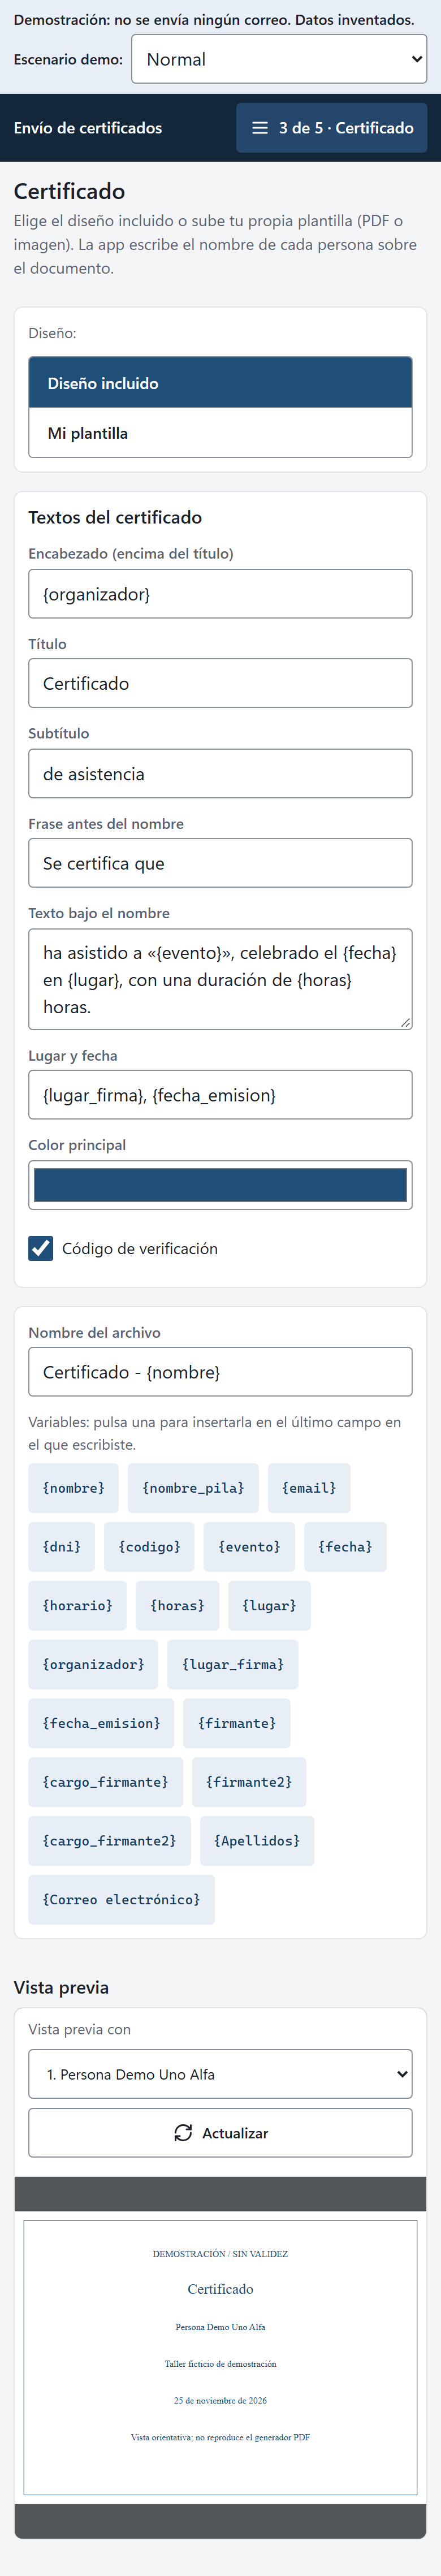 Demostración: no se envía ningún correo. Datos inventados.
Escenario demo: Normal
Envío de certificados
3 de 5 · Certificado
Certificado
Elige el diseño incluido o sube tu propia plantilla (PDF o
imagen). La app escribe el nombre de cada persona sobre
el documento.
Diseño:
Diseño incluido
Mi plantilla
Textos del certificado
Encabezado (encima del título)
{organizador}
Título
Certificado
Subtítulo
de asistencia
Frase antes del nombre
Se certifica que
Texto bajo el nombre
ha asistido a «{evento}», celebrado el {fecha}
en {lugar}, con una duración de {horas}
horas.
Lugar y fecha
{lugar_firma}, {fecha_emision}
Color principal
Código de verificación
Nombre del archivo
Certificado - {nombre}
Variables: pulsa una para insertarla en el último campo en
el que escribiste.
{nombre} {nombre_pila} {email}
{dni} {codigo} {evento} {fecha}
{horario} {horas} {lugar}
{organizador} {lugar_firma}
{fecha_emision} {firmante}
{cargo_firmante} {firmante2}
{cargo_firmante2} {Apellidos}
{Correo electrónico}
Vista previa
Vista previa con
1. Persona Demo Uno Alfa
Actualizar
DEMOSTRACIÓN / SIN VALIDEZ
Certificado
Persona Demo Uno Alfa
Taller ficticio de demostración
25 de noviembre de 2026
Vista orientativa; no reproduce el generador PDF